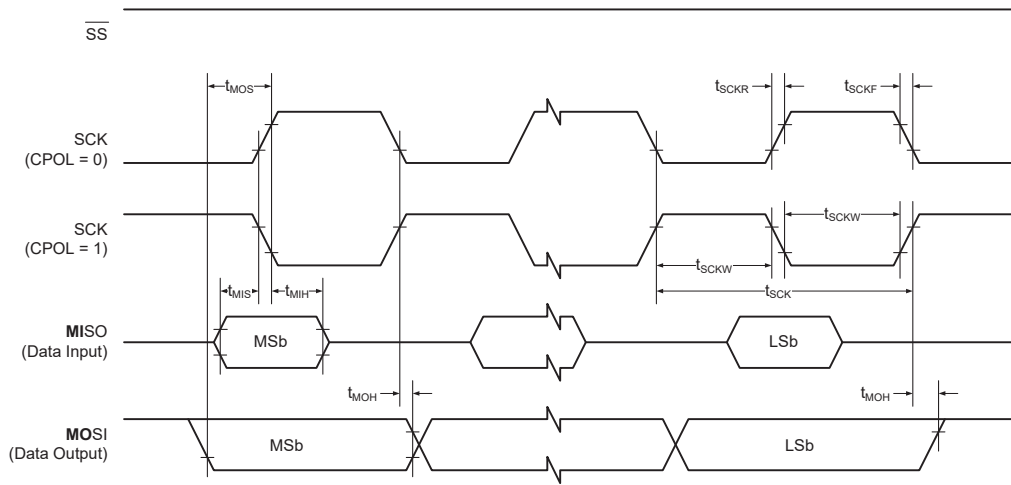 SS
tMOS
tSCKR
tSCKF
SCK
(CPOL = 0)
SCK
(CPOL = 1)
tSCKW
tSCKW
tMIS
tMIH
tSCK
MISO
(Data Input)
MSb
LSb
tMOH
tMOH
MOSI
(Data Output)
MSb
LSb